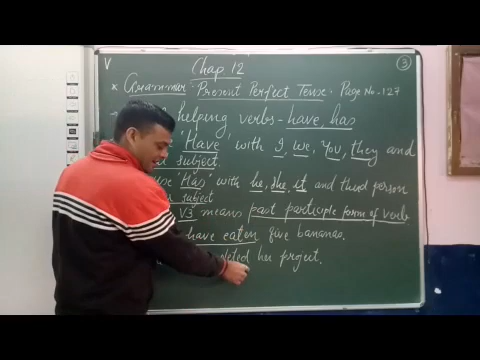 V Chap 12 3
* Grammar : Present Perfect Tense . Page No. - 127
helping verbs - have, has
'Have' with I, we, You, they and
subject.
'Has' with he, she, it and third person
subject
V3 means past participle form of verb
have eaten five bananas.
leted her project.